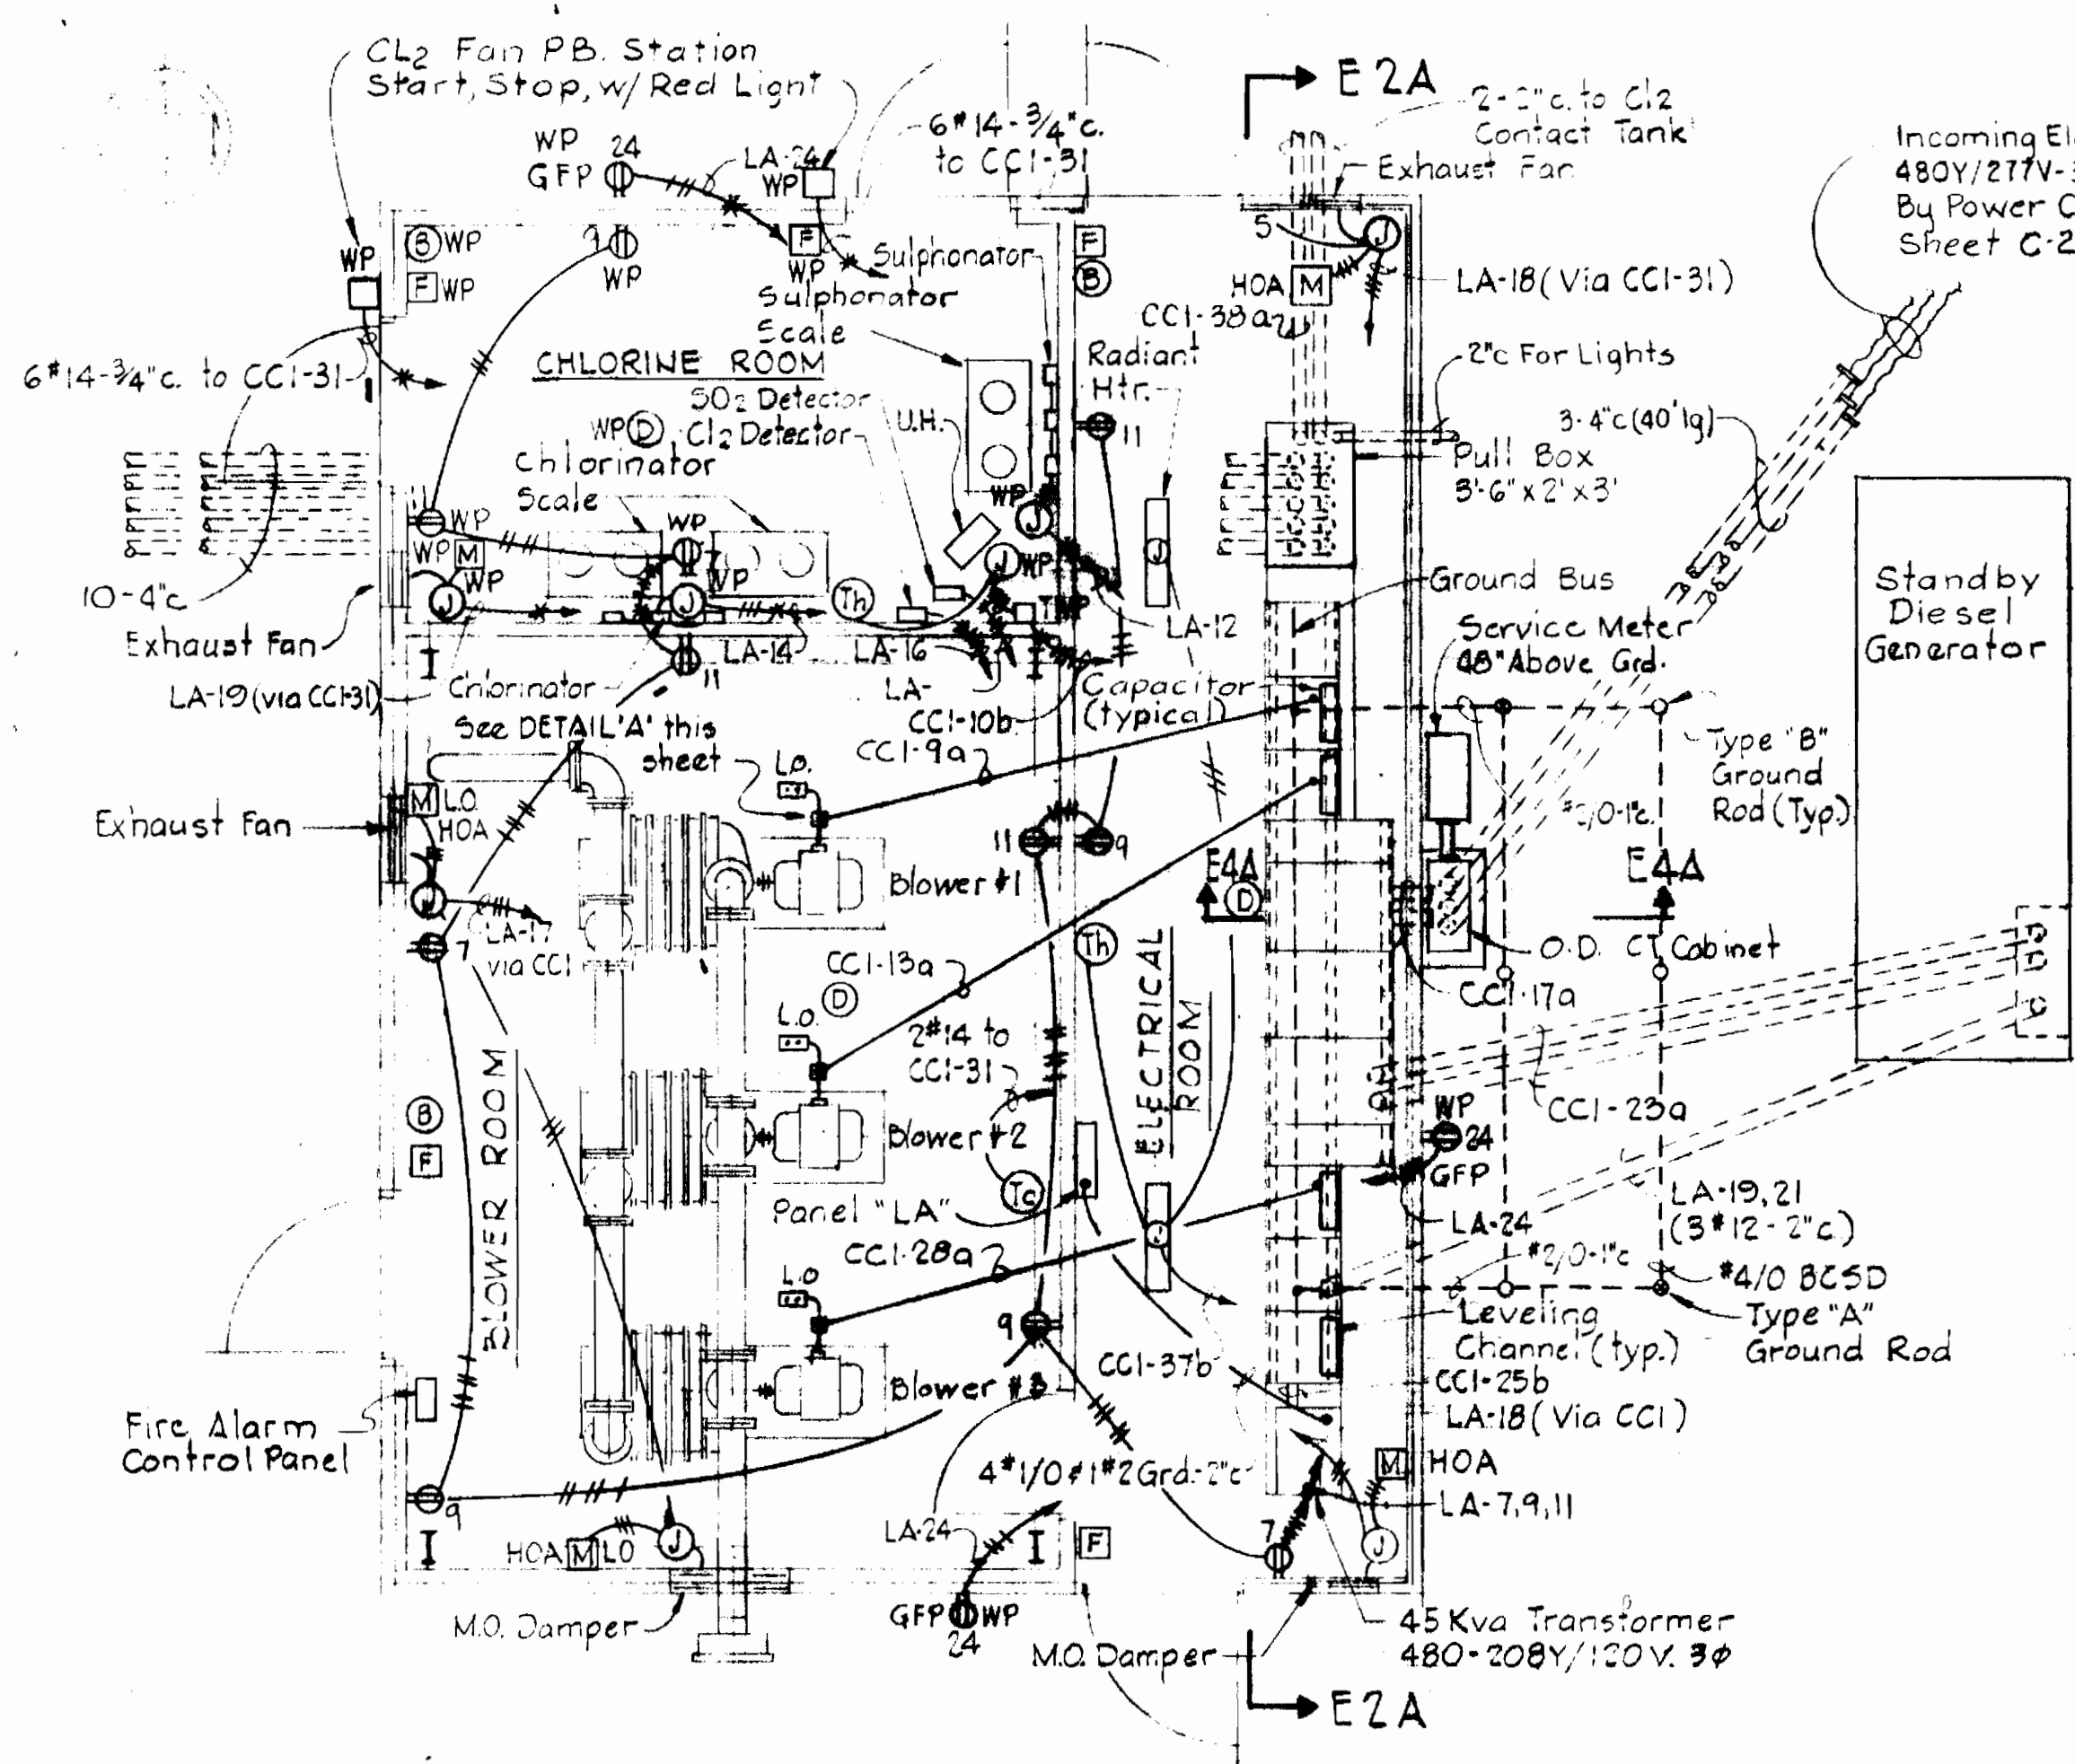 CL2 Fan PB. Station
Start, Stop, w/ Red Light
E 2A
2-2"c. to Cl2
Contact Tank
Exhaust Fan
Incoming El
480Y/277V-3
By Power C
Sheet C-2
6#14-3/4"c.
to CC1-31
WP
GFP
24
LA-24
WP
B WP
F WP
WP
WP
F
WP
Sulphonator
Sulphonator
Scale
F
B
5
J
HOA M
LA-18 (Via CC1-31)
CC1-38a
6#14-3/4"c. to CC1-31
CHLORINE ROOM
SO2 Detector
WP D, Cl2 Detector
U.H.
Radiant
Htr.
11
2"c For Lights
3-4"c (40' lg)
Pull Box
3'-6" x 2' x 3'
Chlorinator
Scale
WP
WP
WP
WP M
WP
J
WP
J
J
WP
J
Th
J
10-4"c
Exhaust Fan
Ground Bus
Standby
Diesel
Generator
LA-12
Service Meter
48" Above Grd.
I
LA-19 (via CC1-31)
Chlorinator
11
LA-14
LA-16
LA-
I
CC1-10b
Capacitor
(typical)
See DETAIL 'A' this
sheet
CC1-9a
Type "B"
Ground
Rod (Typ.)
L.O.
M L.O.
HOA
Exhaust Fan
#2/0-1"c.
11
9
Blower #1
E4A
D
E4A
J
LA-17
via CC1
7
Th
O.D. CT Cabinet
CC1-13a
D
CC1-17a
L.O.
2#14 to
CC1-31
ELECTRICAL
ROOM
CC1-23a
WP
24
GFP
B
F
BLOWER ROOM
Blower #2
Tc
Panel "LA"
LA-19, 21
(3#12-2"c.)
LA-24
CC1-28a
J
#2/0-1"c
#4/0 BCSD
L.O
Type "A"
Ground Rod
Leveling
Channel (typ.)
9
CC1-37b
CC1-25b
Blower #3
LA-18 (Via CC1)
Fire Alarm
Control Panel
4#1/0 & 1#2 Grd.-2"c
M HOA
LA-7,9,11
9
I
HOA M LO
J
LA-24
I
F
7
J
GFP WP
24
M.O. Damper
M.O. Damper
45 Kva Transformer
480-208Y/120V. 3ϕ
E 2A